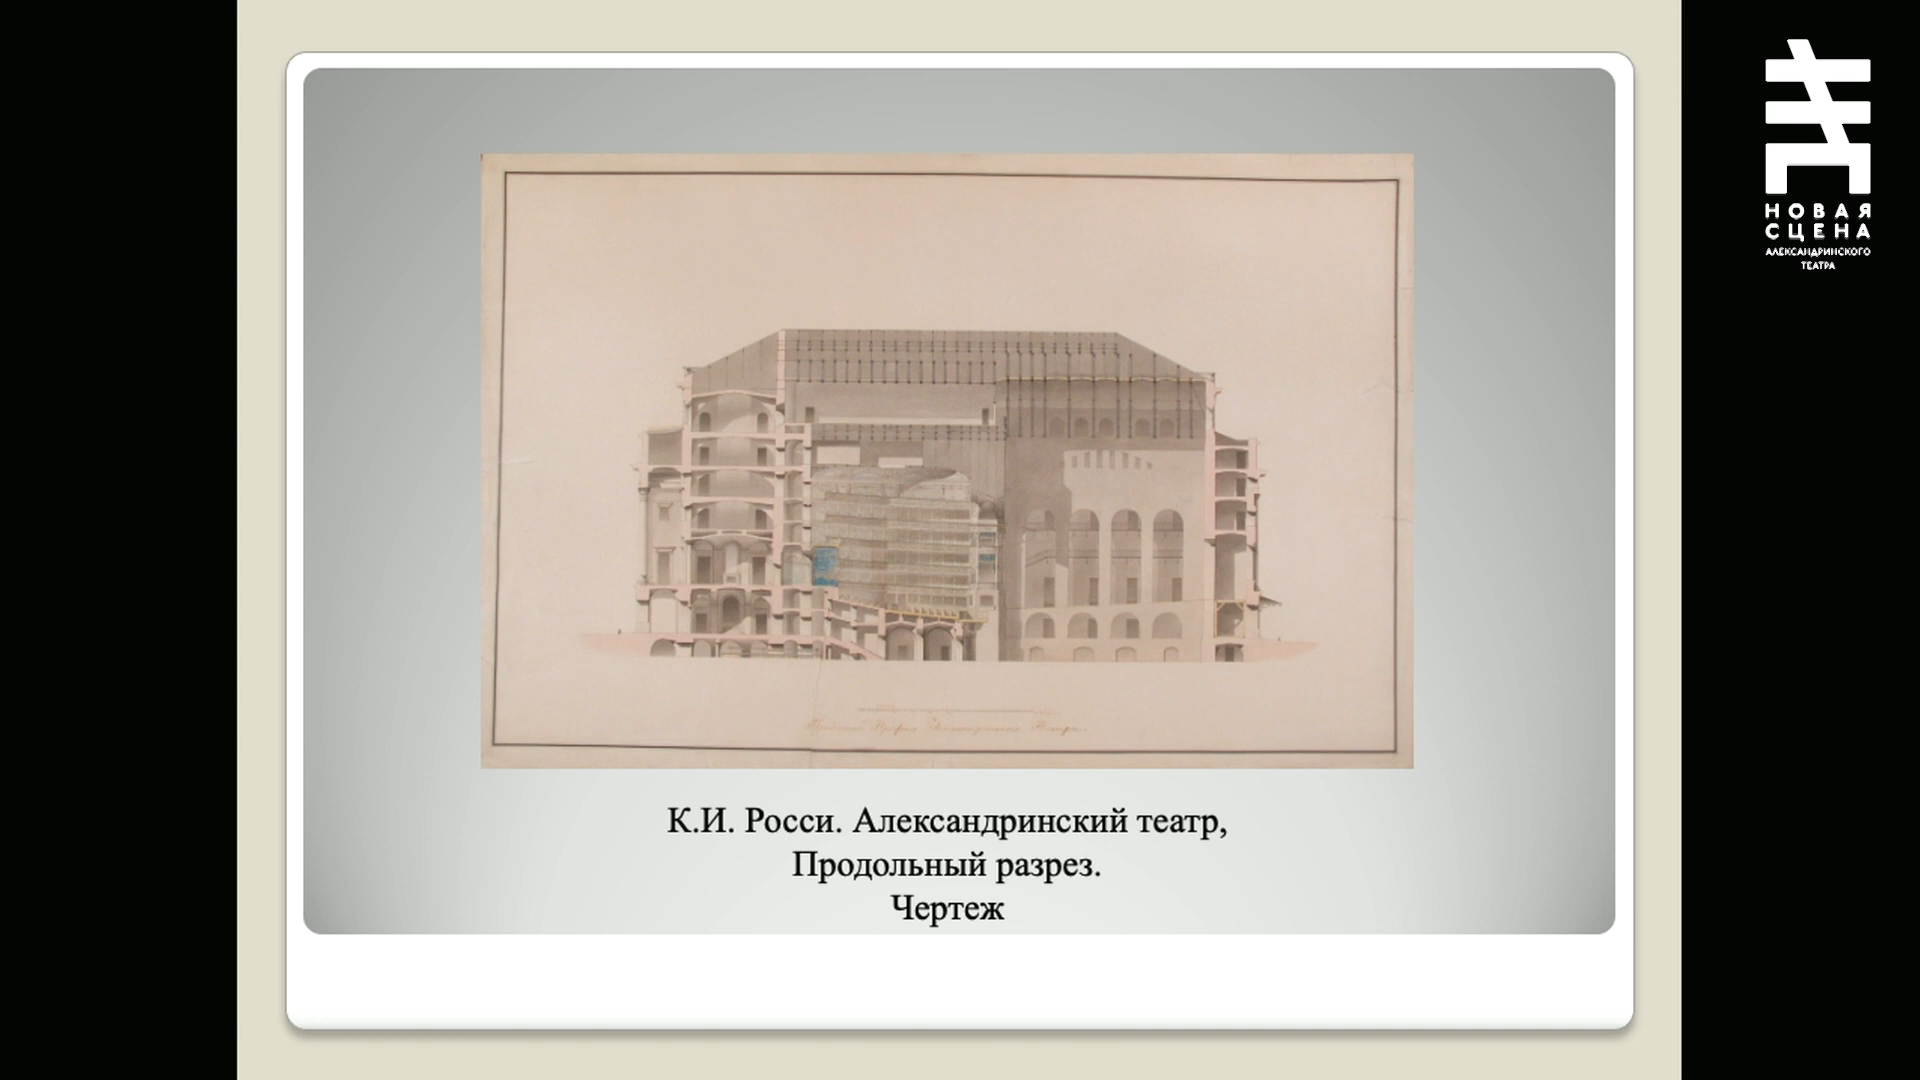 К.И. Росси. Александринский театр,
Продольный разрез.
Чертеж
НОВАЯ
СЦЕНА
АЛЕКСАНДРИНСКОГО
ТЕАТРА